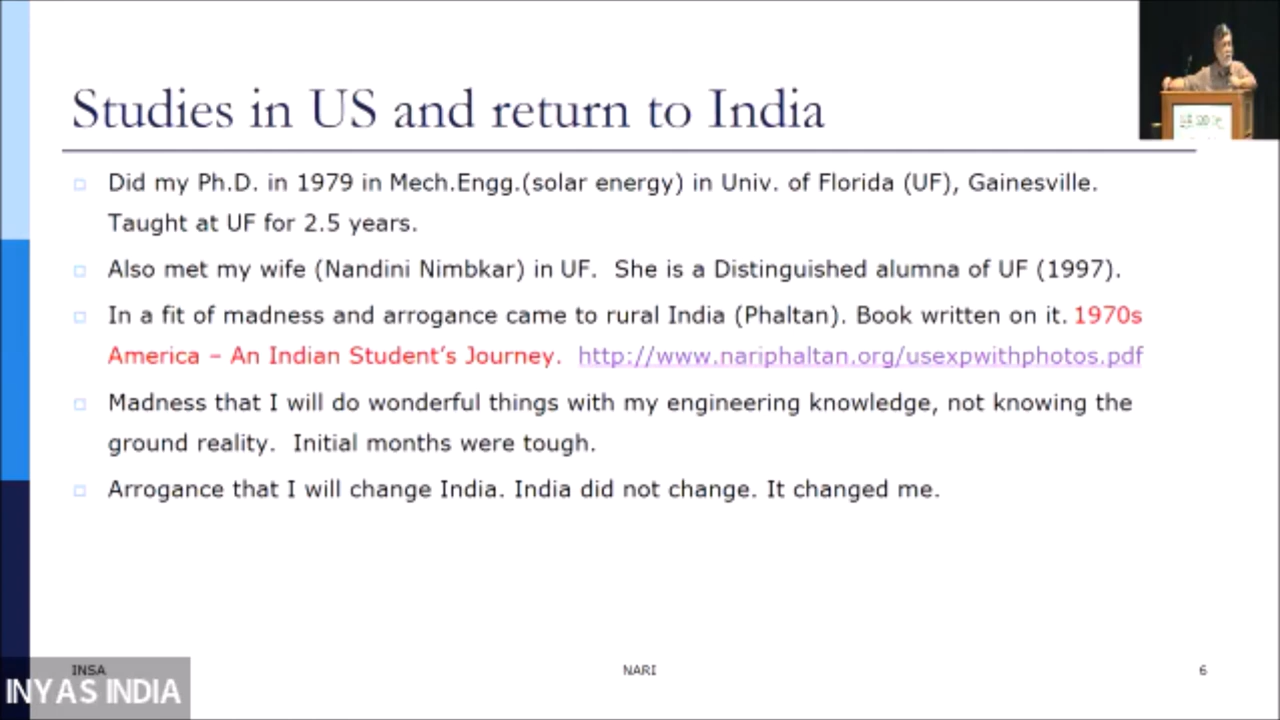 Studies in US and return to India
Did my Ph.D. in 1979 in Mech.Engg.(solar energy) in Univ. of Florida (UF), Gainesville.
Taught at UF for 2.5 years.
Also met my wife (Nandini Nimbkar) in UF.  She is a Distinguished alumna of UF (1997).
In a fit of madness and arrogance came to rural India (Phaltan). Book written on it. 1970s
America – An Indian Student’s Journey.  http://www.nariphaltan.org/usexpwithphotos.pdf
Madness that I will do wonderful things with my engineering knowledge, not knowing the
ground reality.  Initial months were tough.
Arrogance that I will change India. India did not change. It changed me.
INSA
NARI
6
INYAS INDIA